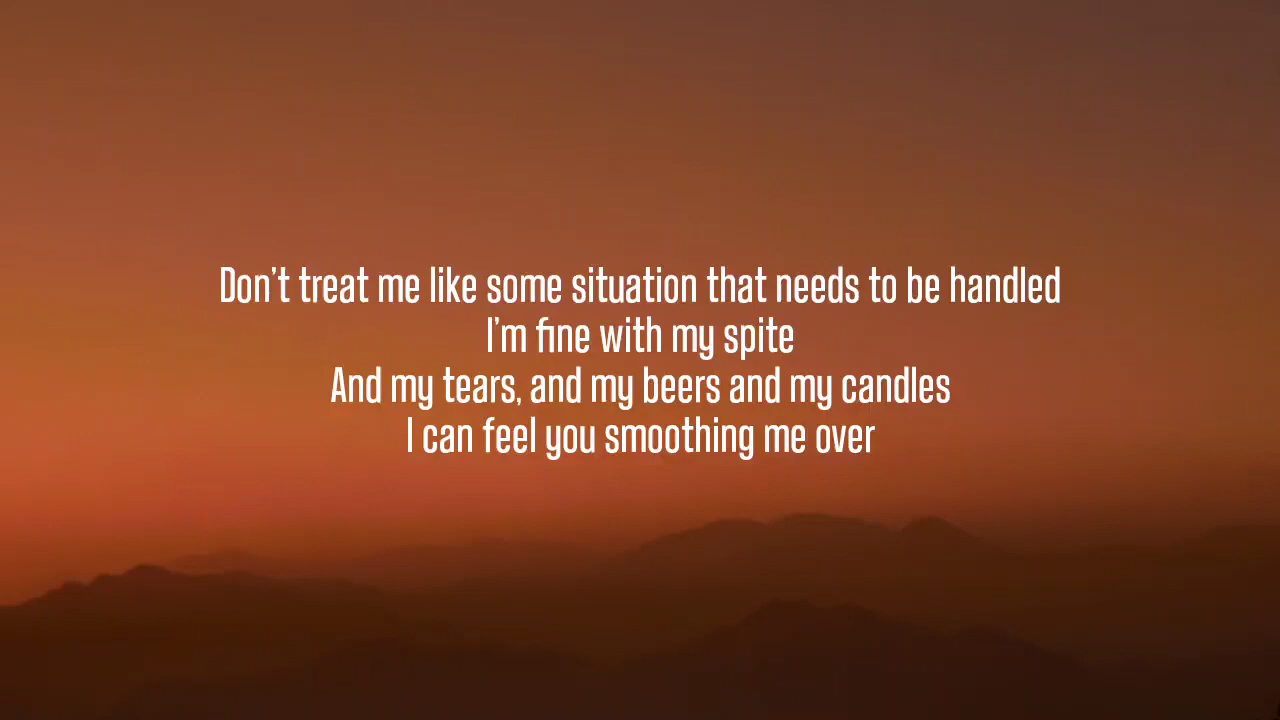 Don't treat me like some situation that needs to be handled
I'm fine with my spite
And my tears, and my beers and my candles
I can feel you smoothing me over